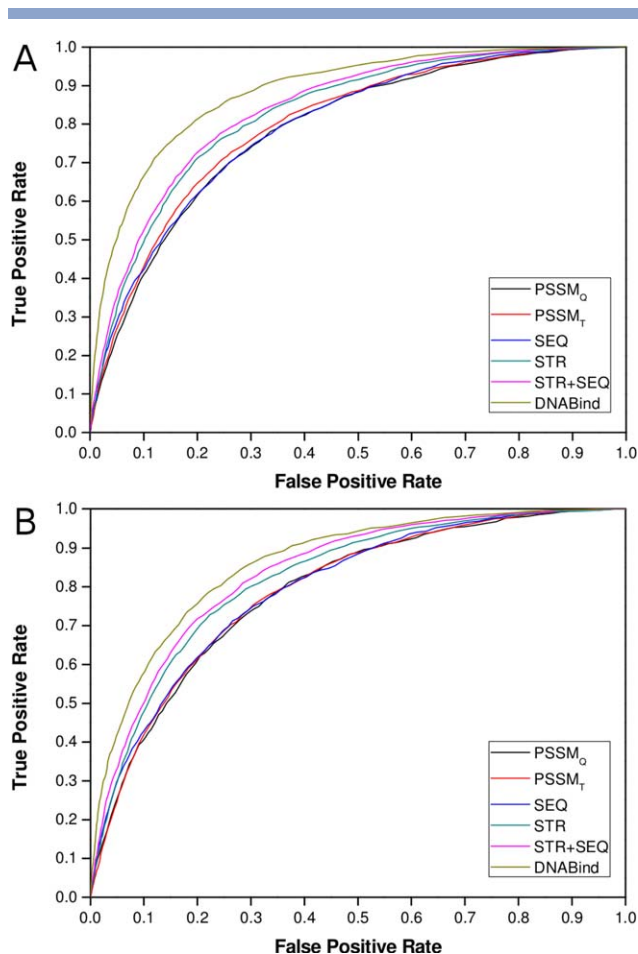 A
1.0
0.9
0.8
0.7
0.6
0.5
0.4
0.3
0.2
0.1
0.0
True Positive Rate
PSSMQ
PSSMT
SEQ
STR
STR+SEQ
DNABind
0.0 0.1 0.2 0.3 0.4 0.5 0.6 0.7 0.8 0.9 1.0
False Positive Rate
B
1.0
0.9
0.8
0.7
0.6
0.5
0.4
0.3
0.2
0.1
0.0
True Positive Rate
PSSMQ
PSSMT
SEQ
STR
STR+SEQ
DNABind
0.0 0.1 0.2 0.3 0.4 0.5 0.6 0.7 0.8 0.9 1.0
False Positive Rate